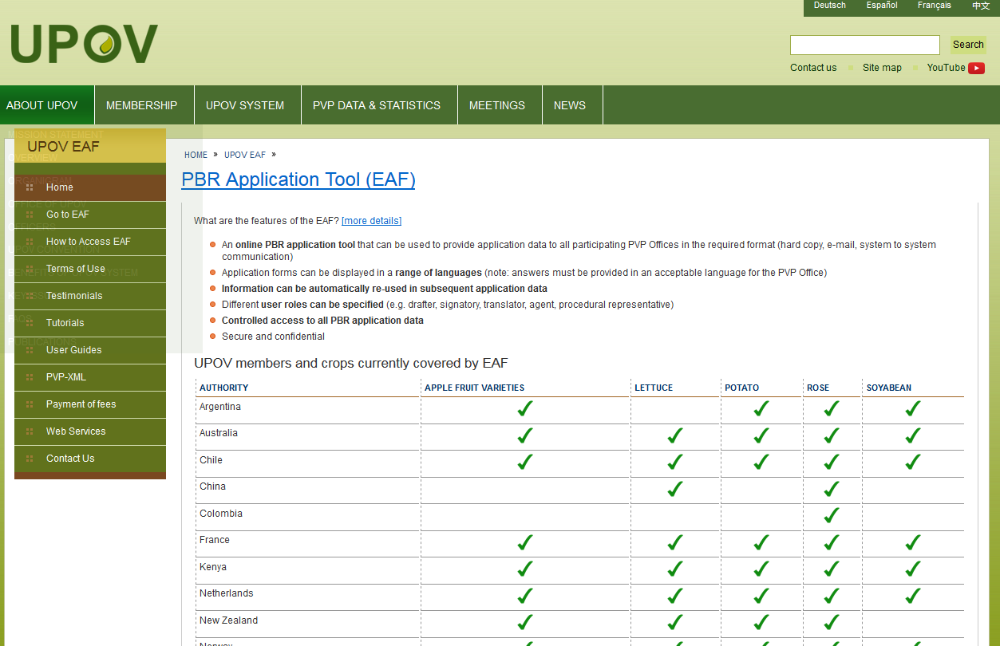 Deutsch Español Français 中文
UPOV
Search
Contact us Site map YouTube
ABOUT UPOV MEMBERSHIP UPOV SYSTEM PVP DATA & STATISTICS MEETINGS NEWS
MISSION STATEMENT
UPOV EAF
OVERVIEW
ORGANIGRAM
Home
OFFICE OF UPOV
Go to EAF
OFFICERS
How to Access EAF
UPOV CONVENTION
Terms of Use
BENEFITS OF UPOV SYSTEM
Testimonials
Tutorials
FAQS
PUBLICATIONS
User Guides
PVP-XML
Payment of fees
Web Services
Contact Us
HOME » UPOV EAF »
PBR Application Tool (EAF)
What are the features of the EAF? [more details]
An online PBR application tool that can be used to provide application data to all participating PVP Offices in the required format (hard copy, e-mail, system to system
communication)
Application forms can be displayed in a range of languages (note: answers must be provided in an acceptable language for the PVP Office)
Information can be automatically re-used in subsequent application data
Different user roles can be specified (e.g. drafter, signatory, translator, agent, procedural representative)
Controlled access to all PBR application data
Secure and confidential
UPOV members and crops currently covered by EAF
AUTHORITY APPLE FRUIT VARIETIES LETTUCE POTATO ROSE SOYABEAN
Argentina ✓ ✓ ✓ ✓
Australia ✓ ✓ ✓ ✓ ✓
Chile ✓ ✓ ✓ ✓ ✓
China ✓ ✓
Colombia ✓
France ✓ ✓ ✓ ✓ ✓
Kenya ✓ ✓ ✓ ✓ ✓
Netherlands ✓ ✓ ✓ ✓ ✓
New Zealand ✓ ✓ ✓ ✓
Norway